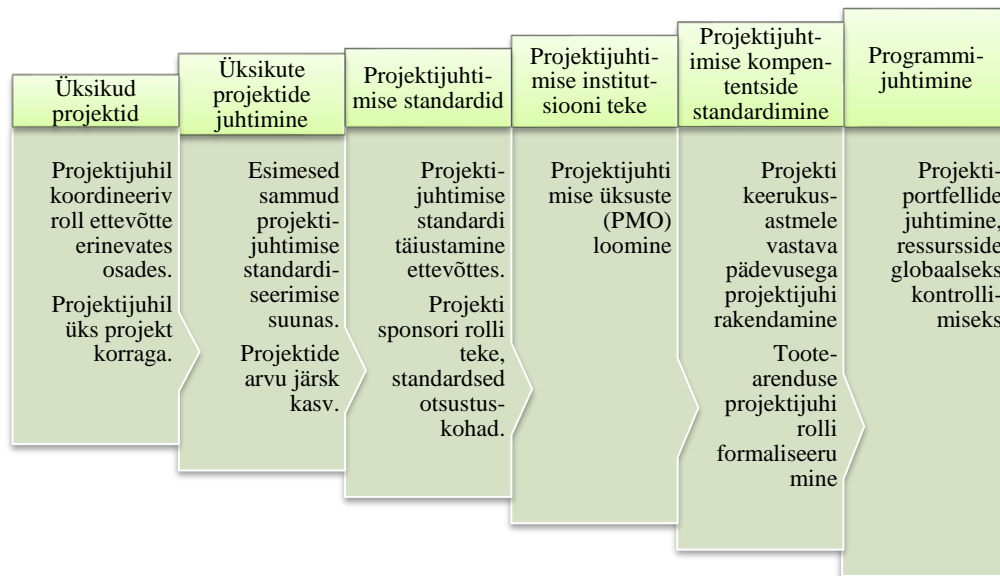 Üksikud
projektid
Projektijuhil
koordineeriv
roll ettevõtte
erinevates
osades.
Projektijuhil
üks projekt
korraga.
Üksikute
projektide
juhtimine
Esimesed
sammud
projekti-
juhtimise
standardi-
seerimise
suunas.
Projektide
arvu järsk
kasv.
Projektijuhti-
mise standardid
Projekti-
juhtimise
standardi
täiustamine
ettevõttes.
Projekti
sponsori rolli
teke,
standardsed
otsustus-
kohad.
Projektijuhti-
mise institut-
siooni teke
Projektijuhti
mise üksuste
(PMO)
loomine
Projektijuht-
imise kompen-
tentside
standardimine
Projekti
keerukus-
astmele
vastava
pädevusega
projektijuhi
rakendamine
Toote-
arenduse
projektijuhi
rolli
formaliseeru
mine
Programmi-
juhtimine
Projekti-
portfellide
juhtimine,
ressursside
globaalseks
kontrolli-
miseks